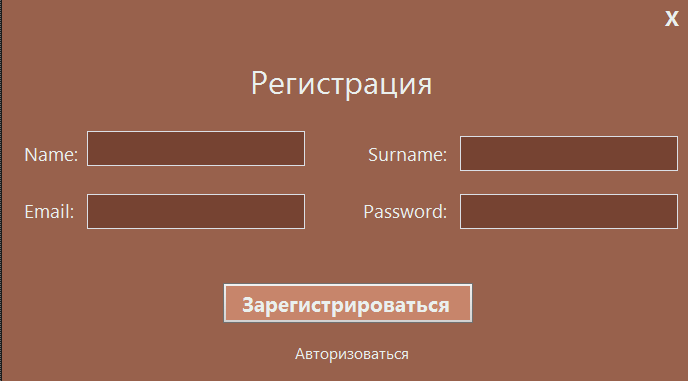 X
Регистрация
Name: Surname:
Email: Password:
Зарегистрироваться
Авторизоваться